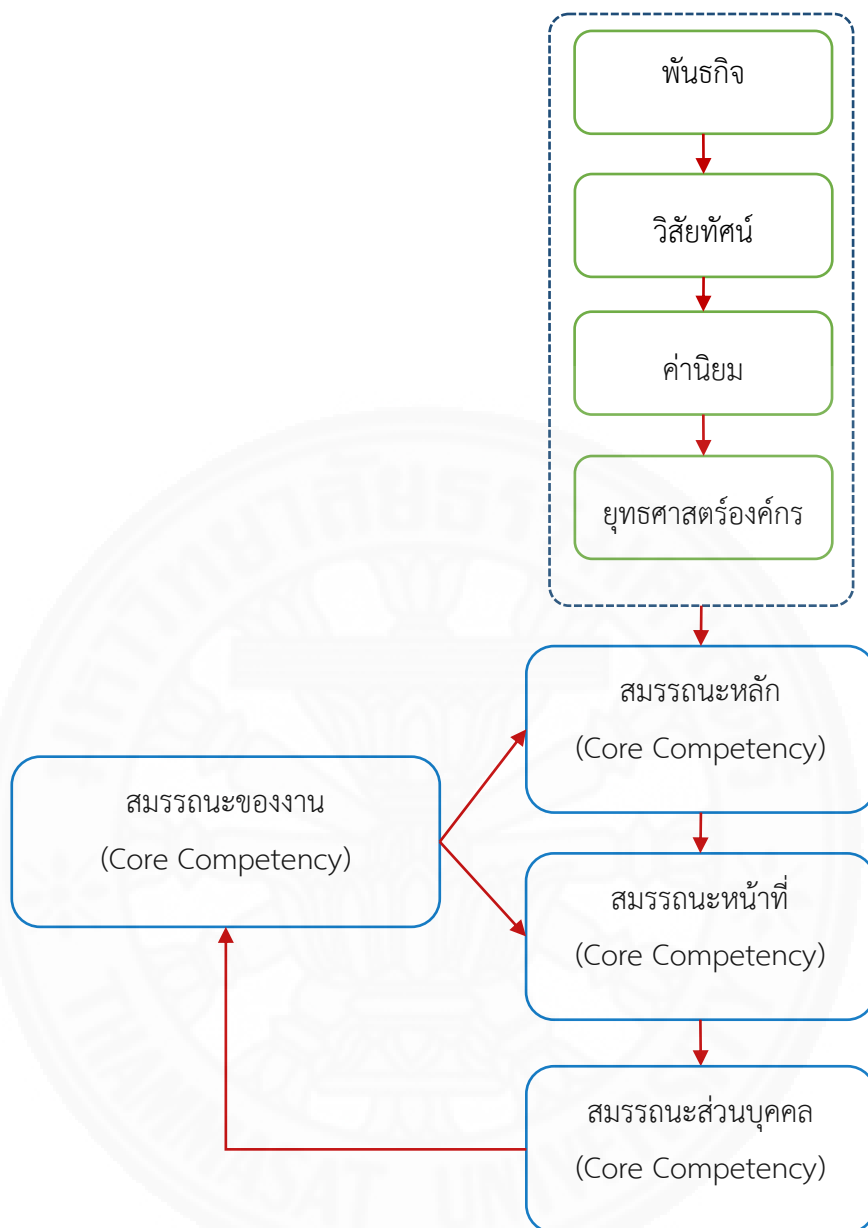 พันธกิจ
วิสัยทัศน์
ค่านิยม
ยุทธศาสตร์องค์กร
สมรรถนะหลัก
(Core Competency)
สมรรถนะของงาน
(Core Competency)
สมรรถนะหน้าที่
(Core Competency)
สมรรถนะส่วนบุคคล
(Core Competency)
THAMMASAT UNIVERSITY